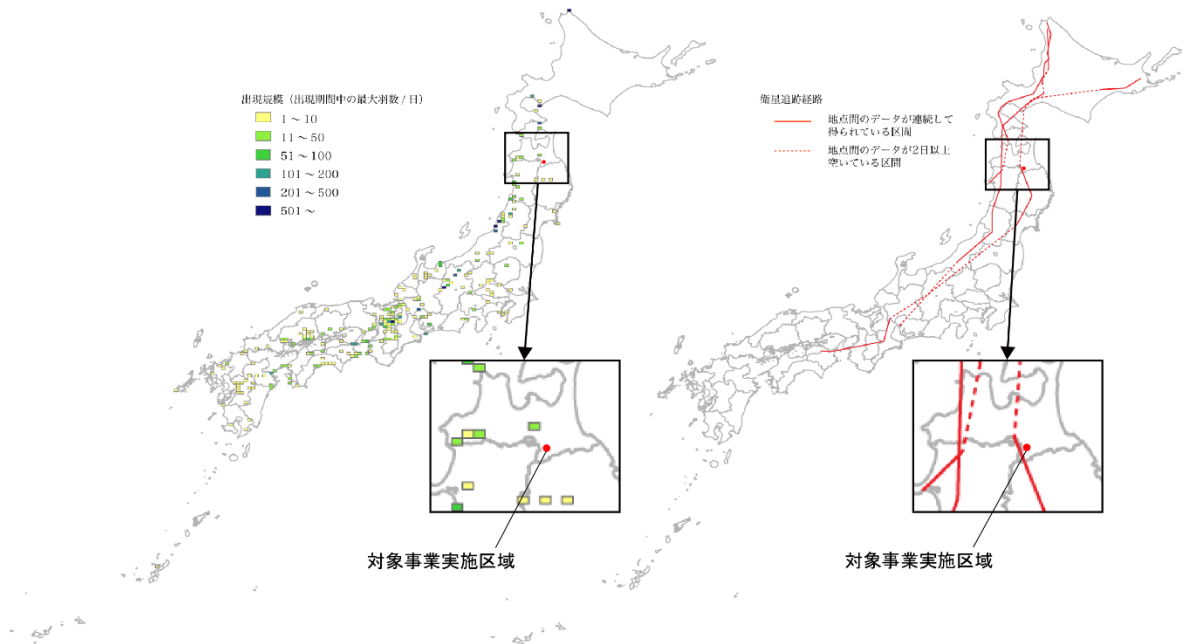 出現規模（出現期間中の最大羽数 / 日）
1～10
11～50
51～100
101～200
201～500
501～
対象事業実施区域
衛星追跡経路
地点間のデータが連続して
得られている区間
地点間のデータが2日以上
空いている区間
対象事業実施区域